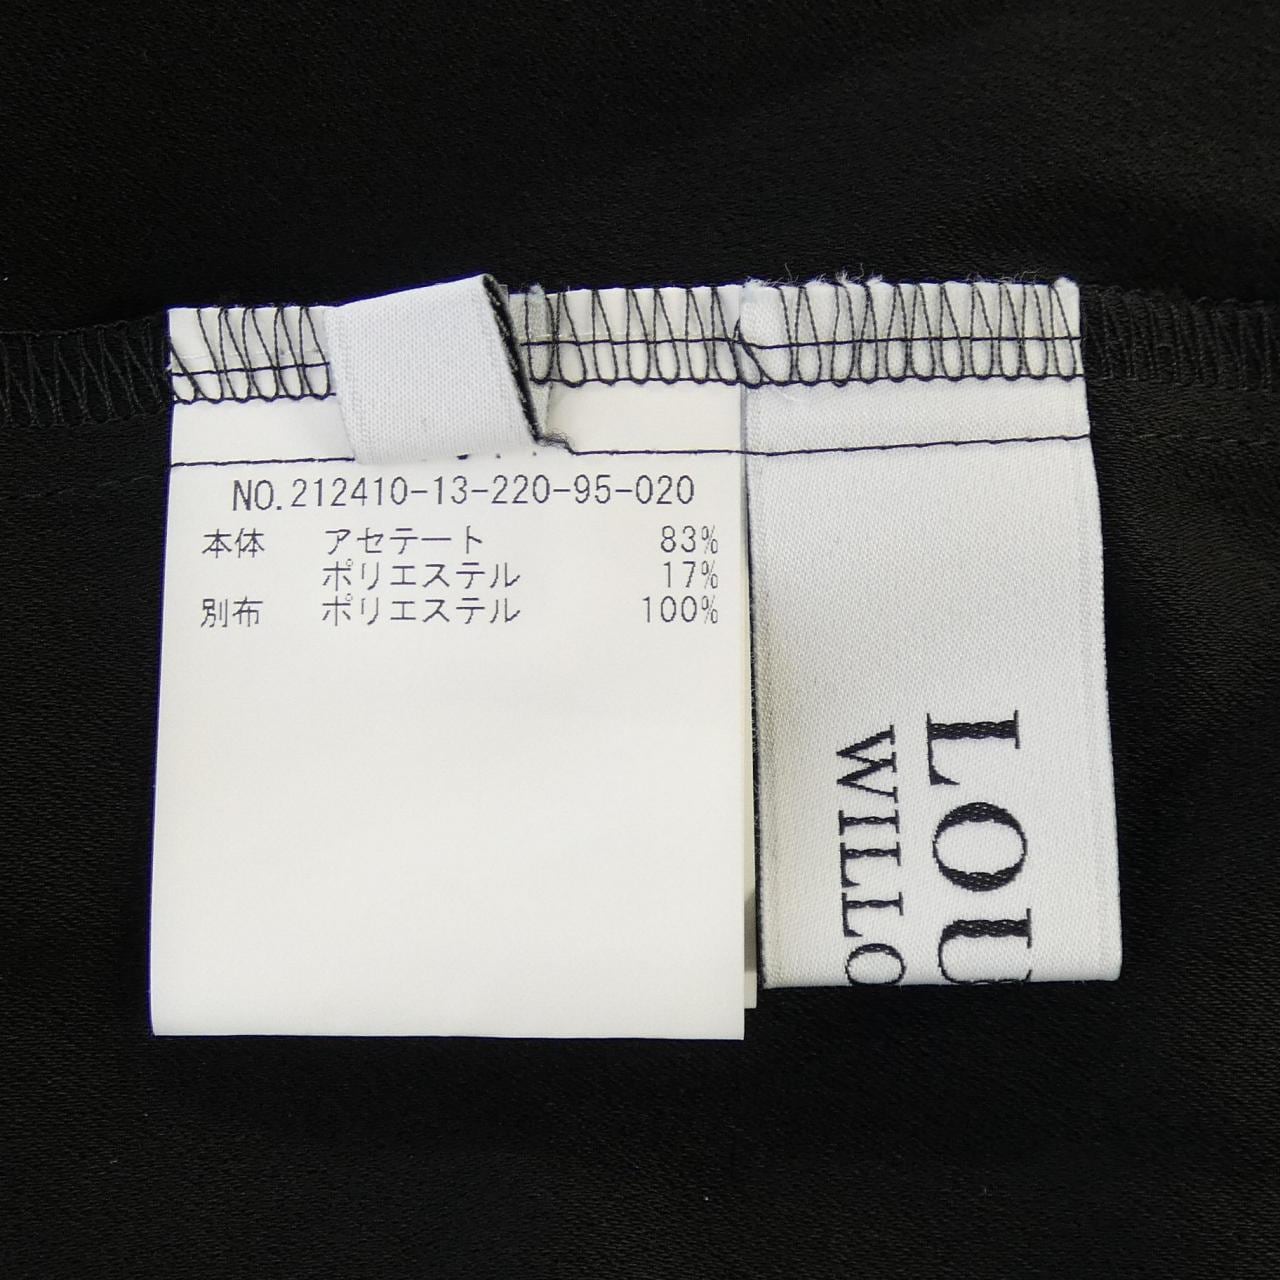 NO.212410-13-220-95-020
本体 アセテート 83%
ポリエステル 17%
別布 ポリエステル 100%
LOU
WILLO